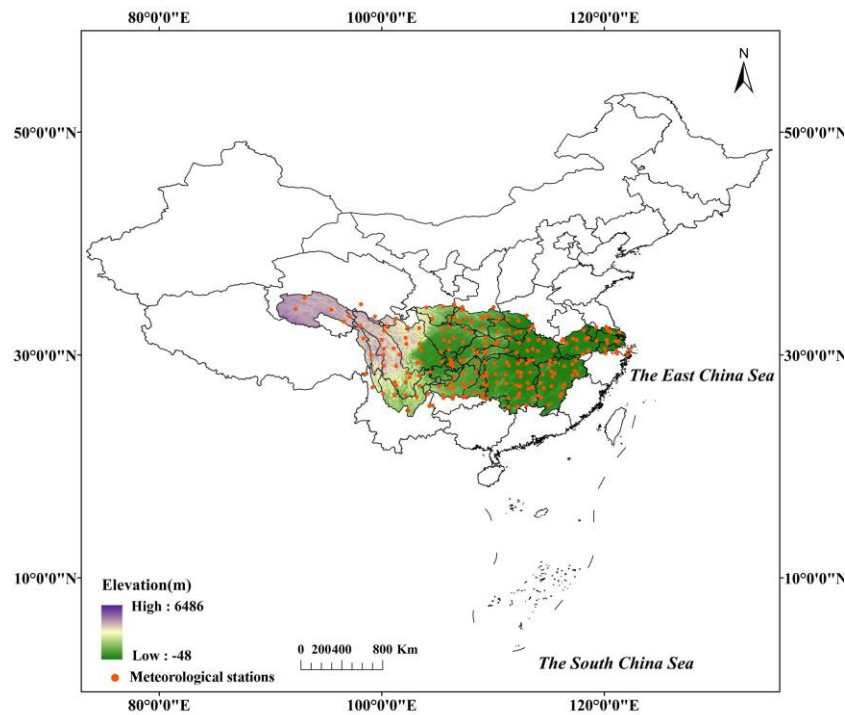 80°0'0"E 100°0'0"E 120°0'0"E
N
50°0'0"N 50°0'0"N
30°0'0"N 30°0'0"N
The East China Sea
10°0'0"N 10°0'0"N
Elevation(m)
High : 6486
Low : -48
Meteorological stations
0 200400 800 Km
The South China Sea
80°0'0"E 100°0'0"E 120°0'0"E